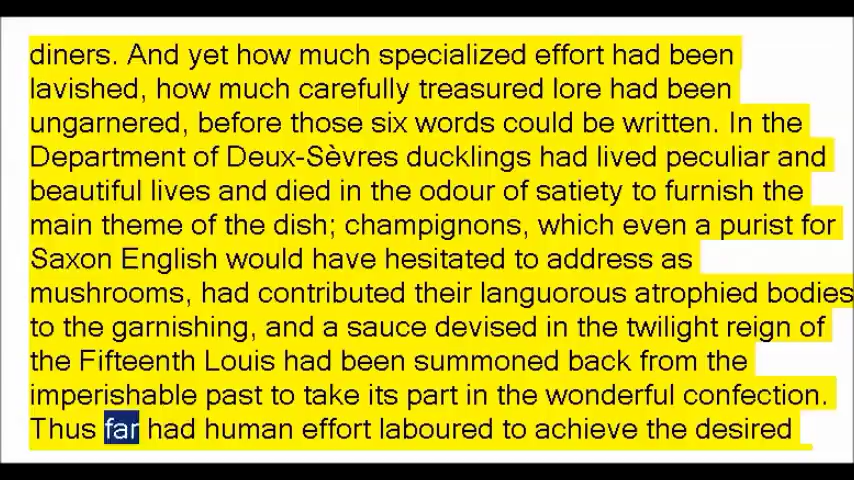 diners. And yet how much specialized effort had been
lavished, how much carefully treasured lore had been
ungarnered, before those six words could be written. In the
Department of Deux-Sèvres ducklings had lived peculiar and
beautiful lives and died in the odour of satiety to furnish the
main theme of the dish; champignons, which even a purist for
Saxon English would have hesitated to address as
mushrooms, had contributed their languorous atrophied bodies
to the garnishing, and a sauce devised in the twilight reign of
the Fifteenth Louis had been summoned back from the
imperishable past to take its part in the wonderful confection.
Thus far had human effort laboured to achieve the desired